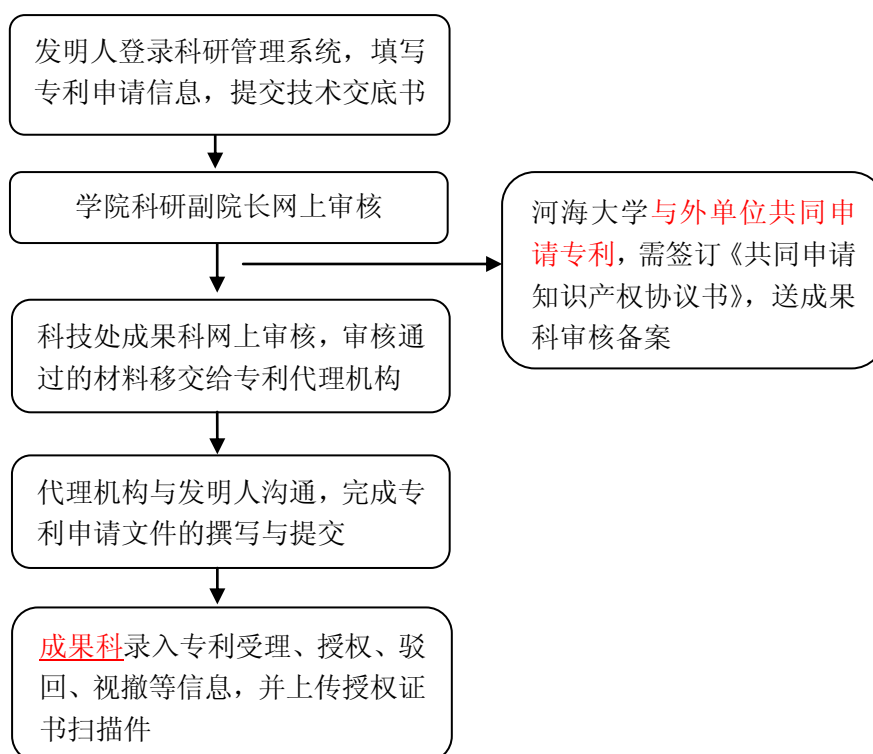 发明人登录科研管理系统，填写
专利申请信息，提交技术交底书
学院科研副院长网上审核
河海大学与外单位共同申
请专利，需签订《共同申请
知识产权协议书》，送成果
科审核备案
科技处成果科网上审核，审核通
过的材料移交给专利代理机构
代理机构与发明人沟通，完成专
利申请文件的撰写与提交
成果科录入专利受理、授权、驳
回、视撤等信息，并上传授权证
书扫描件